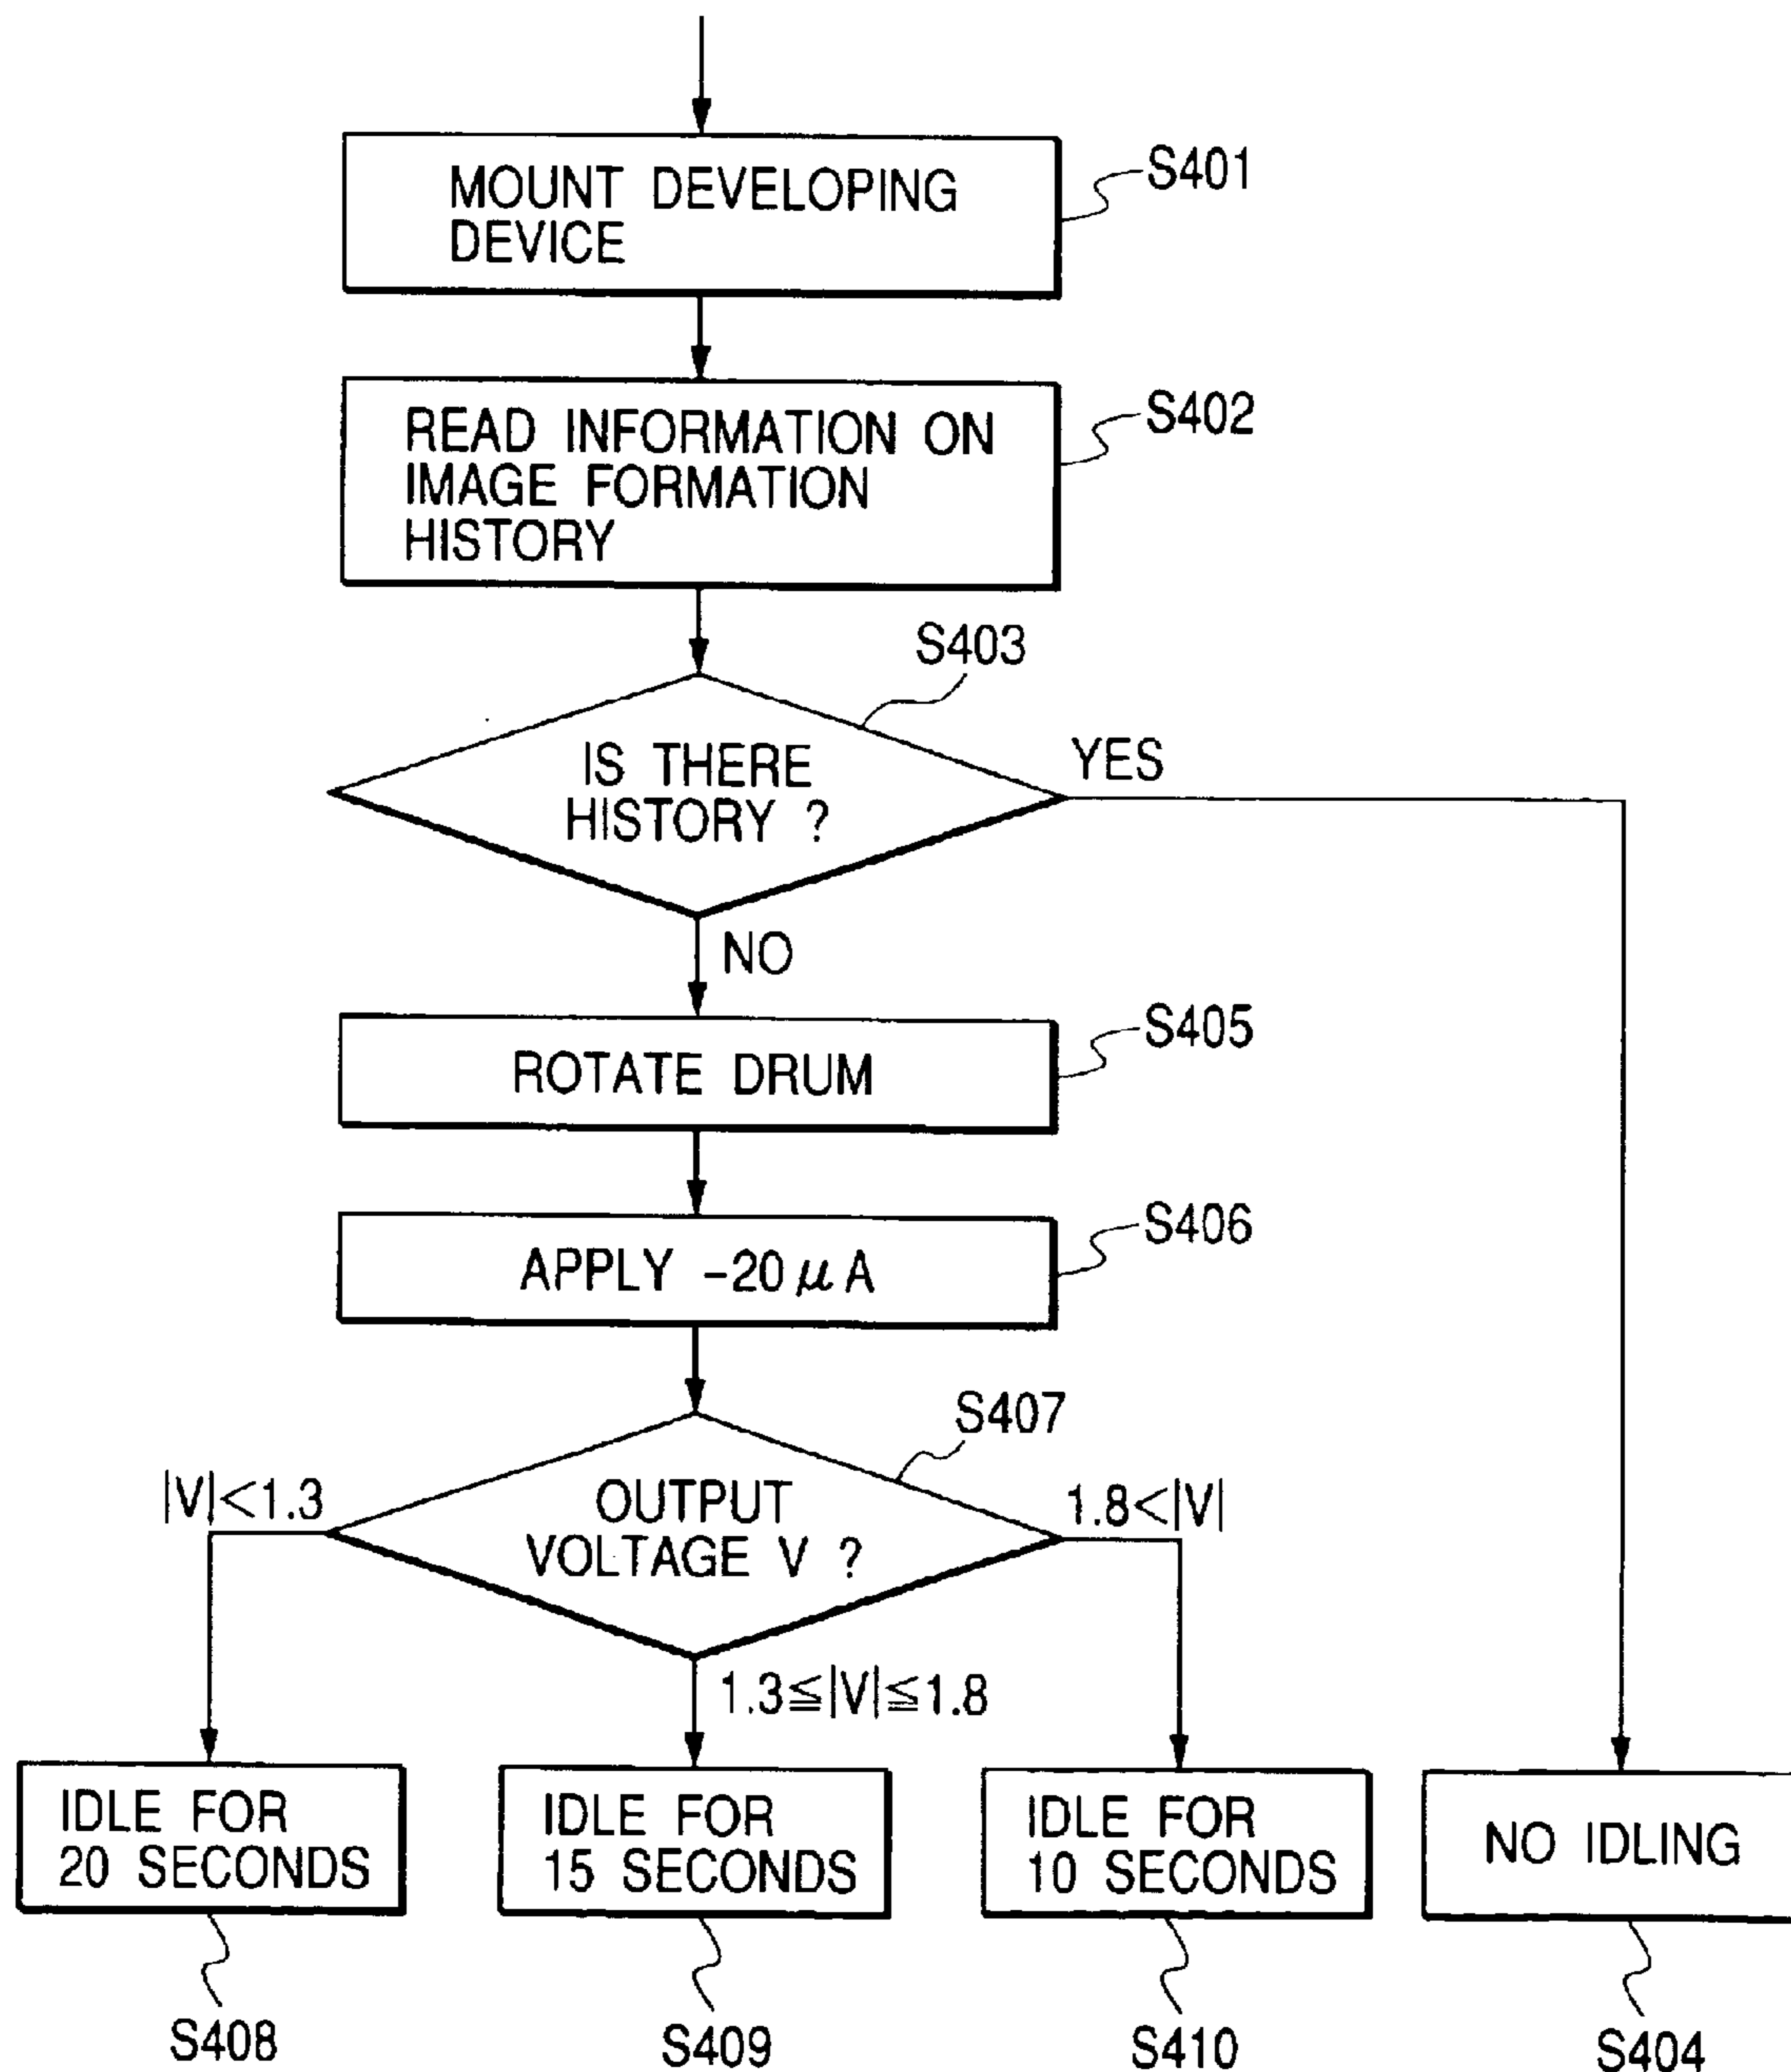 MOUNT DEVELOPING
DEVICE
S401
READ INFORMATION ON
IMAGE FORMATION
HISTORY
S402
S403
IS THERE
HISTORY ?
YES
NO
ROTATE DRUM
S405
APPLY -20μA
S406
S407
OUTPUT
VOLTAGE V ?
|V|<1.3
1.8<|V|
1.3≦|V|≦1.8
IDLE FOR
20 SECONDS
IDLE FOR
15 SECONDS
IDLE FOR
10 SECONDS
NO IDLING
S408
S409
S410
S404